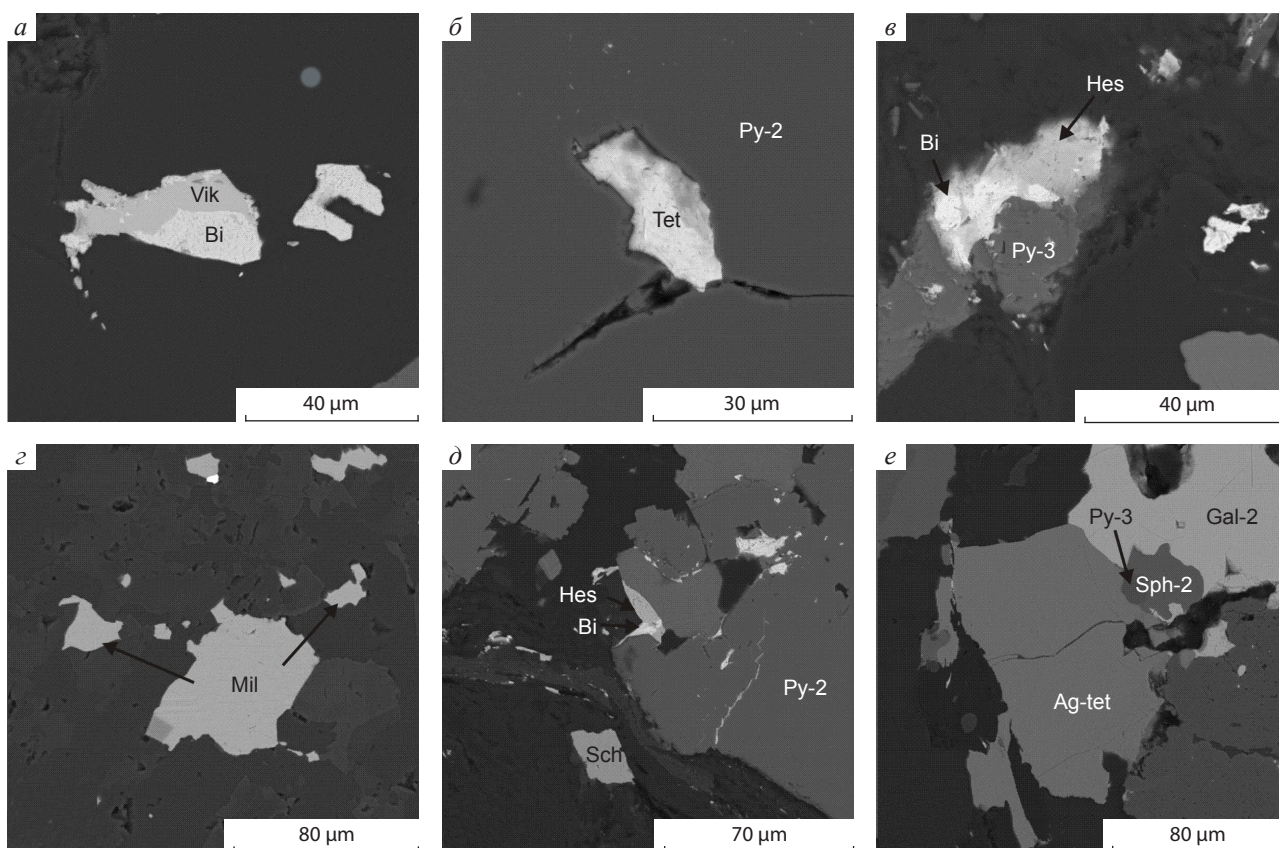 а
Vik
Bi
40 µm
б
Py-2
Tet
30 µm
в
Hes
Bi
Py-3
40 µm
г
Mil
80 µm
д
Hes
Bi
Py-2
Sch
70 µm
е
Py-3
Gal-2
Sph-2
Ag-tet
80 µm